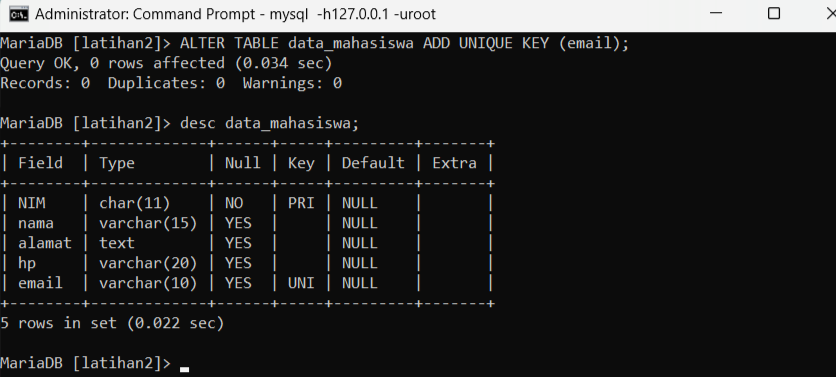 Administrator: Command Prompt - mysql  -h127.0.0.1 -uroot
MariaDB [latihan2]> ALTER TABLE data_mahasiswa ADD UNIQUE KEY (email);
Query OK, 0 rows affected (0.034 sec)
Records: 0  Duplicates: 0  Warnings: 0
MariaDB [latihan2]> desc data_mahasiswa;
+--------+-------------+------+-----+---------+-------+
| Field  | Type        | Null | Key | Default | Extra |
+--------+-------------+------+-----+---------+-------+
| NIM    | char(11)    | NO   | PRI | NULL    |       |
| nama   | varchar(15) | YES  |     | NULL    |       |
| alamat | text        | YES  |     | NULL    |       |
| hp     | varchar(20) | YES  |     | NULL    |       |
| email  | varchar(10) | YES  | UNI | NULL    |       |
+--------+-------------+------+-----+---------+-------+
5 rows in set (0.022 sec)
MariaDB [latihan2]>